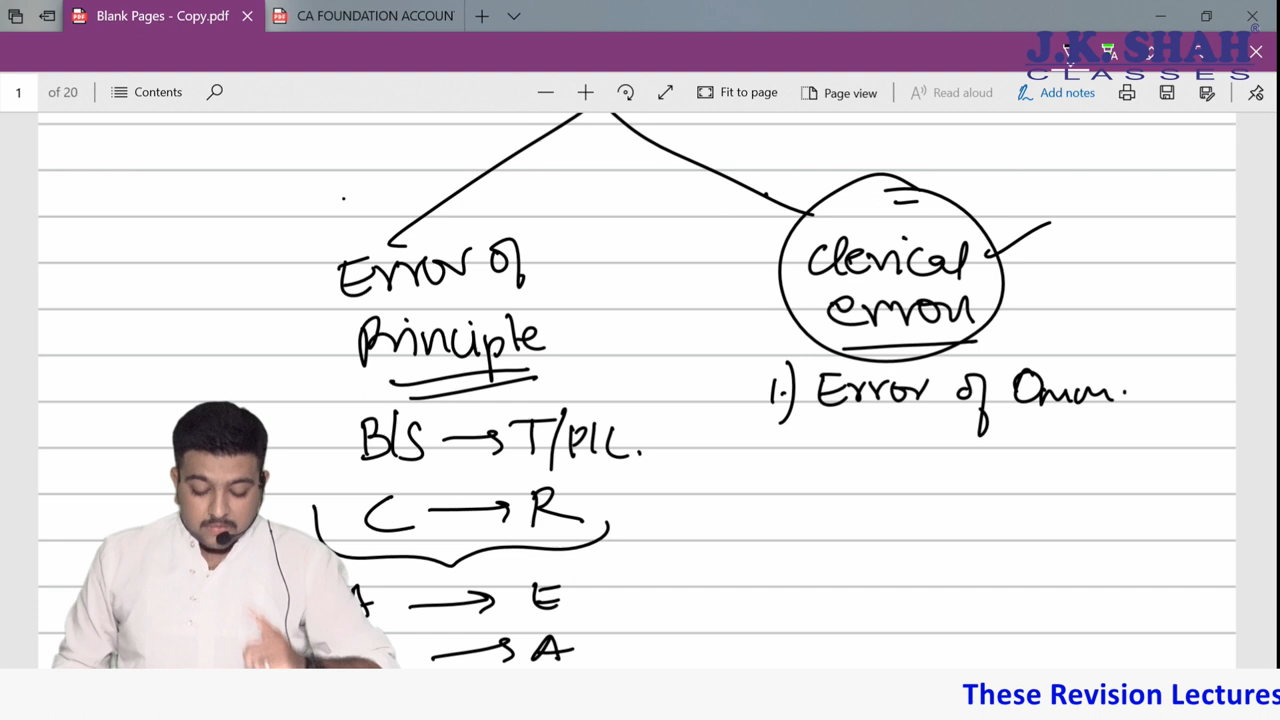 Blank Pages - Copy.pdf
CA FOUNDATION ACCOUN
J.K. SHAH®
CLASSES
1 of 20 Contents Fit to page Page view Read aloud Add notes
Error of
Principle
B/S → T/P/L.
C → R
A → E
→ A
Clerical
error
1.) Error of Omm.
These Revision Lectures